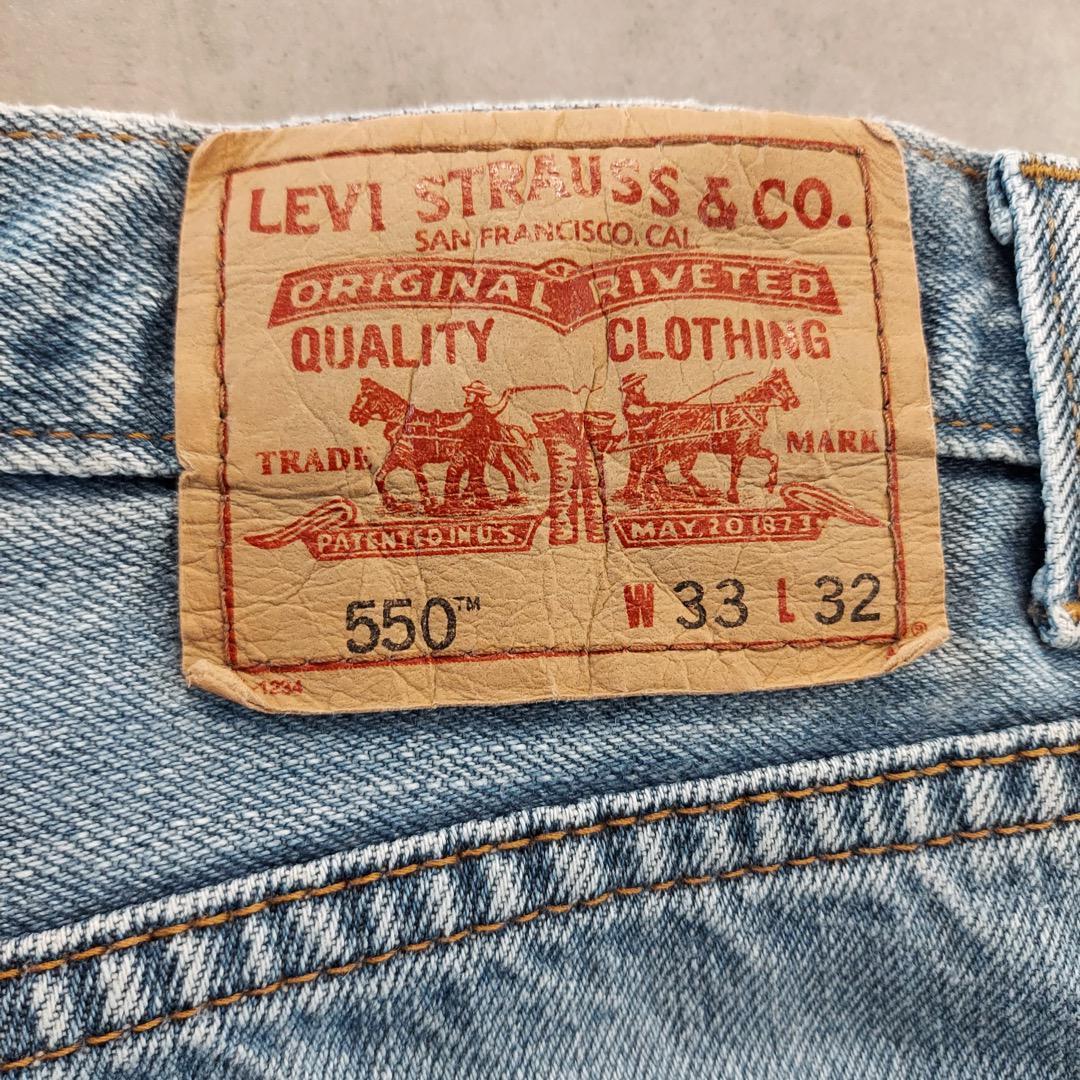 LEVI STRAUSS & CO.
SAN FRANCISCO, CAL.
ORIGINAL RIVETED
QUALITY CLOTHING
TRADE MARK
PATENTED IN U.S. MAY 20 1873
550™ W 33 L 32
®
1234